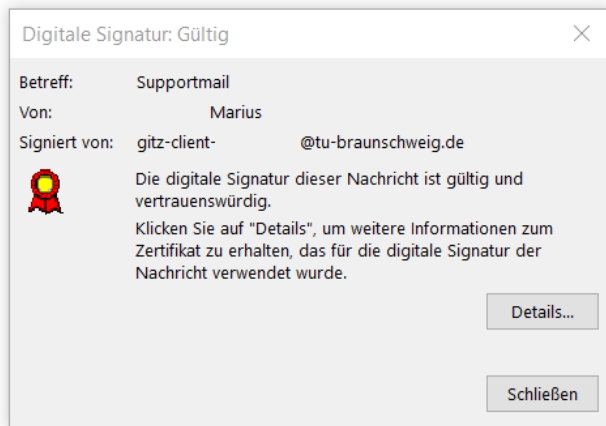 Digitale Signatur: Gültig
Betreff: Supportmail
Von: Marius
Signiert von: gitz-client- @tu-braunschweig.de
Die digitale Signatur dieser Nachricht ist gültig und
vertrauenswürdig.
Klicken Sie auf "Details", um weitere Informationen zum
Zertifikat zu erhalten, das für die digitale Signatur der
Nachricht verwendet wurde.
Details...
Schließen